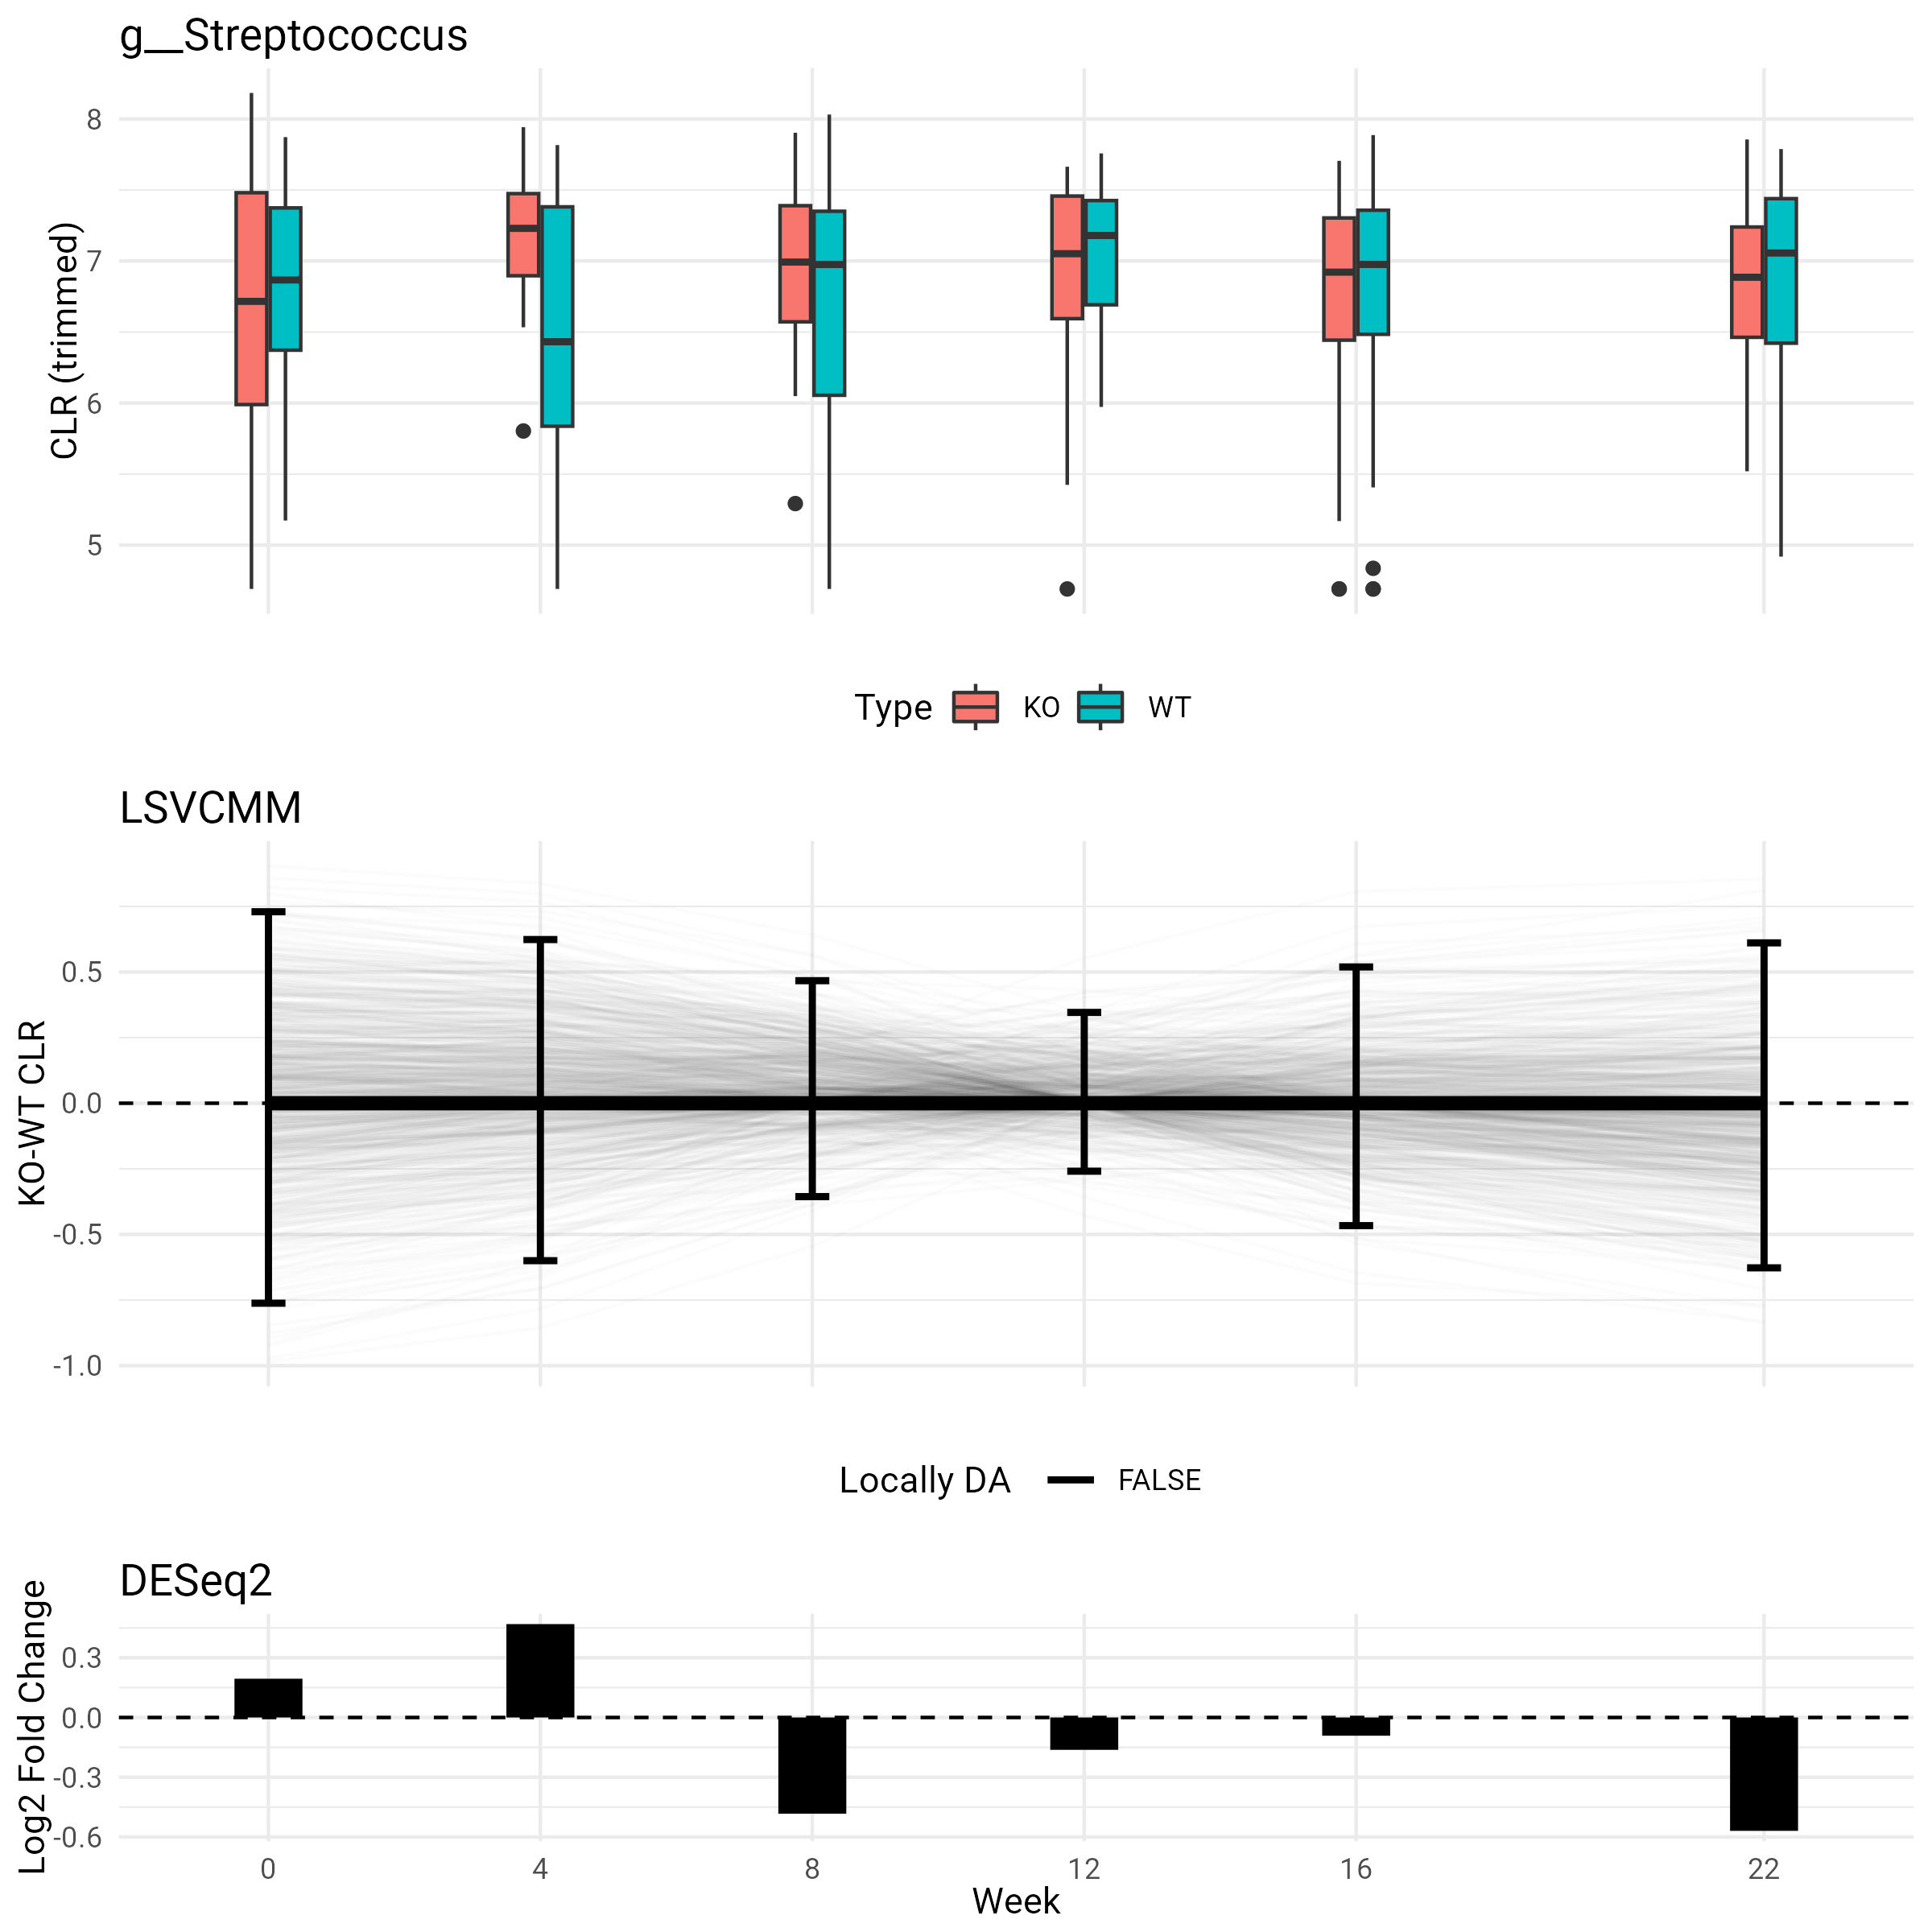 g__Streptococcus
8
7
6
5
CLR (trimmed)
Type KO WT
LSVCMM
0.5
0.0
-0.5
-1.0
KO-WT CLR
Locally DA FALSE
DESeq2
0.3
0.0
-0.3
-0.6
Log2 Fold Change
0 4 8 12 16 22
Week